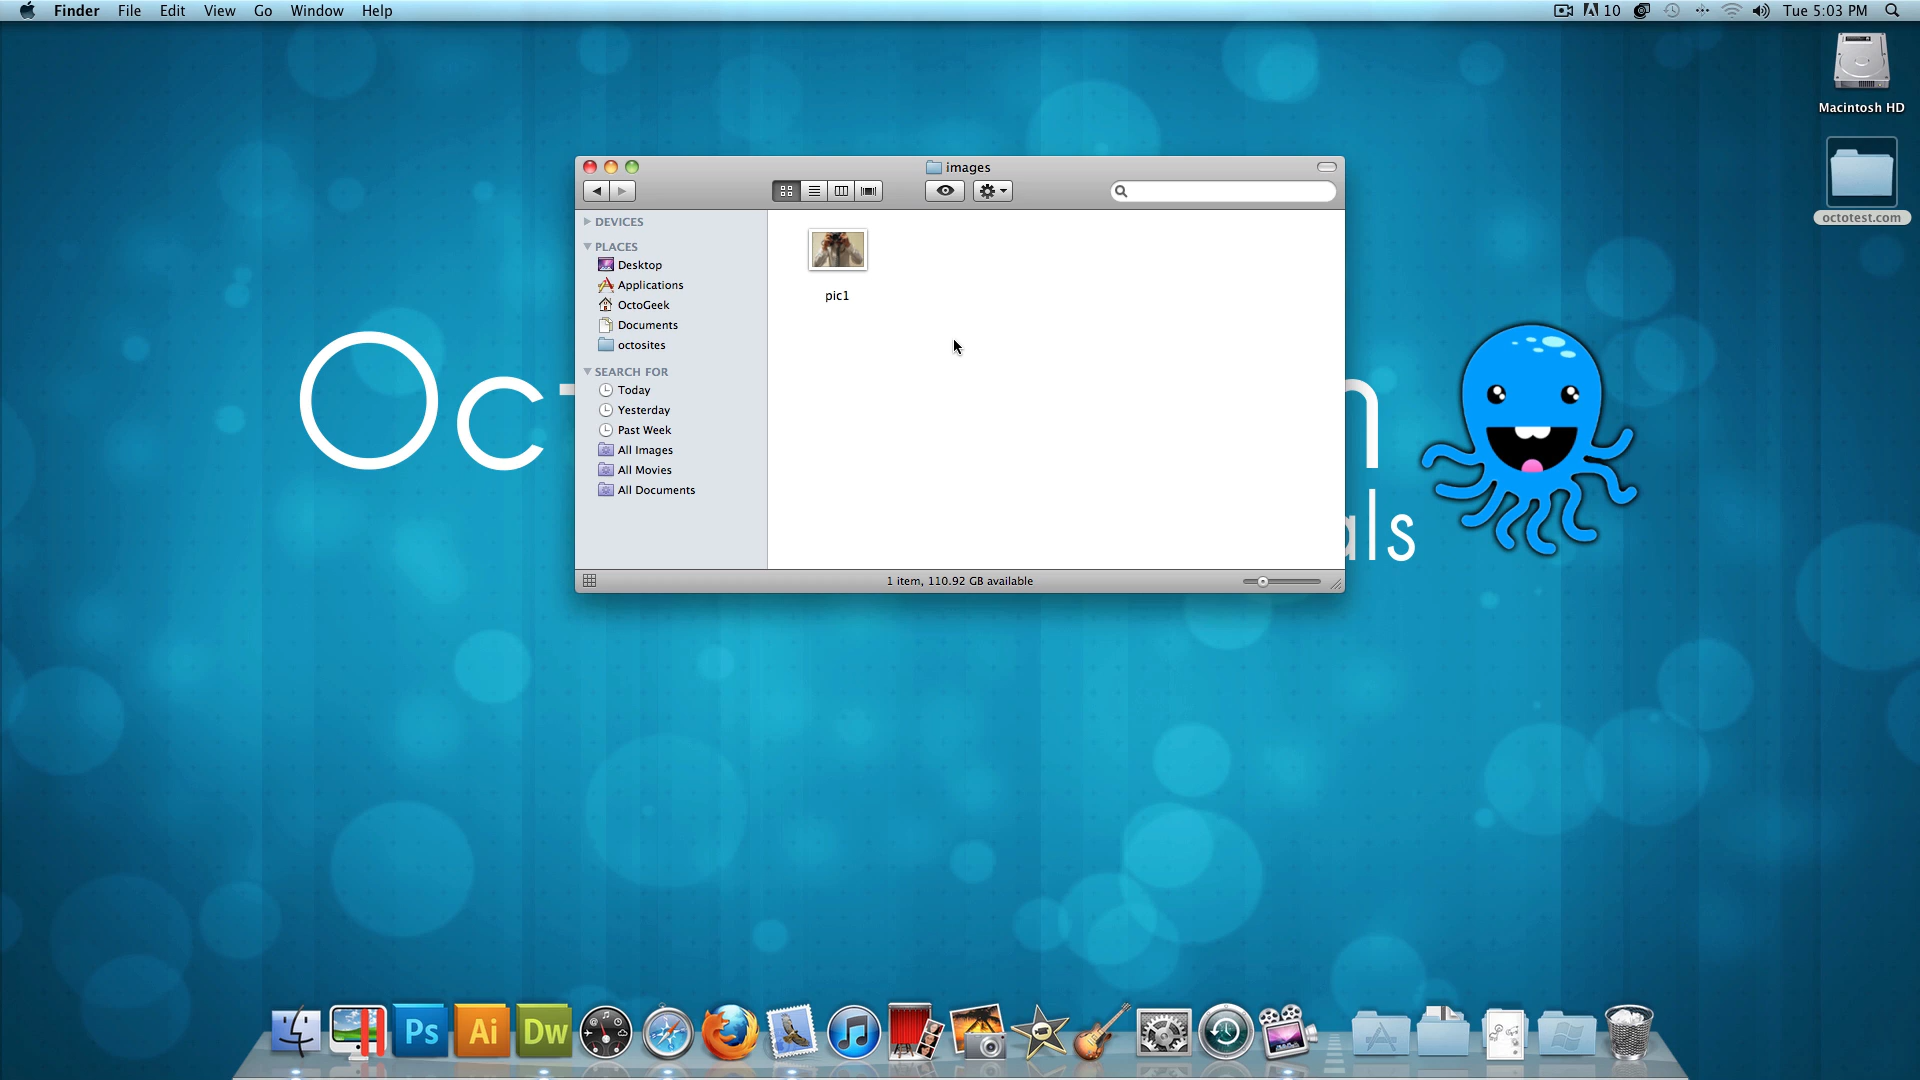 Finder File Edit View Go Window Help
10 Tue 5:03 PM
Macintosh HD
octotest.com
images
DEVICES
PLACES
Desktop
Applications
OctoGeek
Documents
octosites
SEARCH FOR
Today
Yesterday
Past Week
All Images
All Movies
All Documents
pic1
1 item, 110.92 GB available
Ps Ai Dw